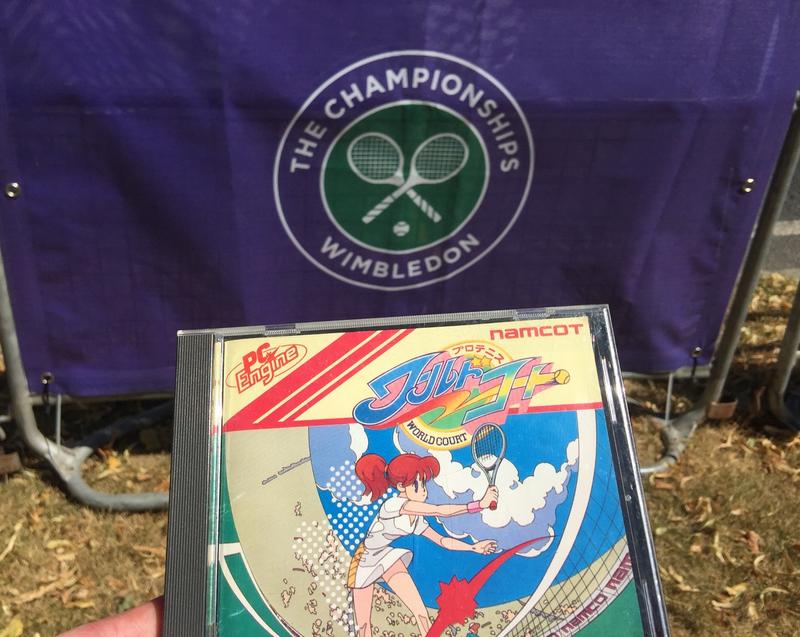 THE CHAMPIONSHIPS
WIMBLEDON
namcot
PC Engine
プロテニス
ワールドコート
WORLD COURT
namco